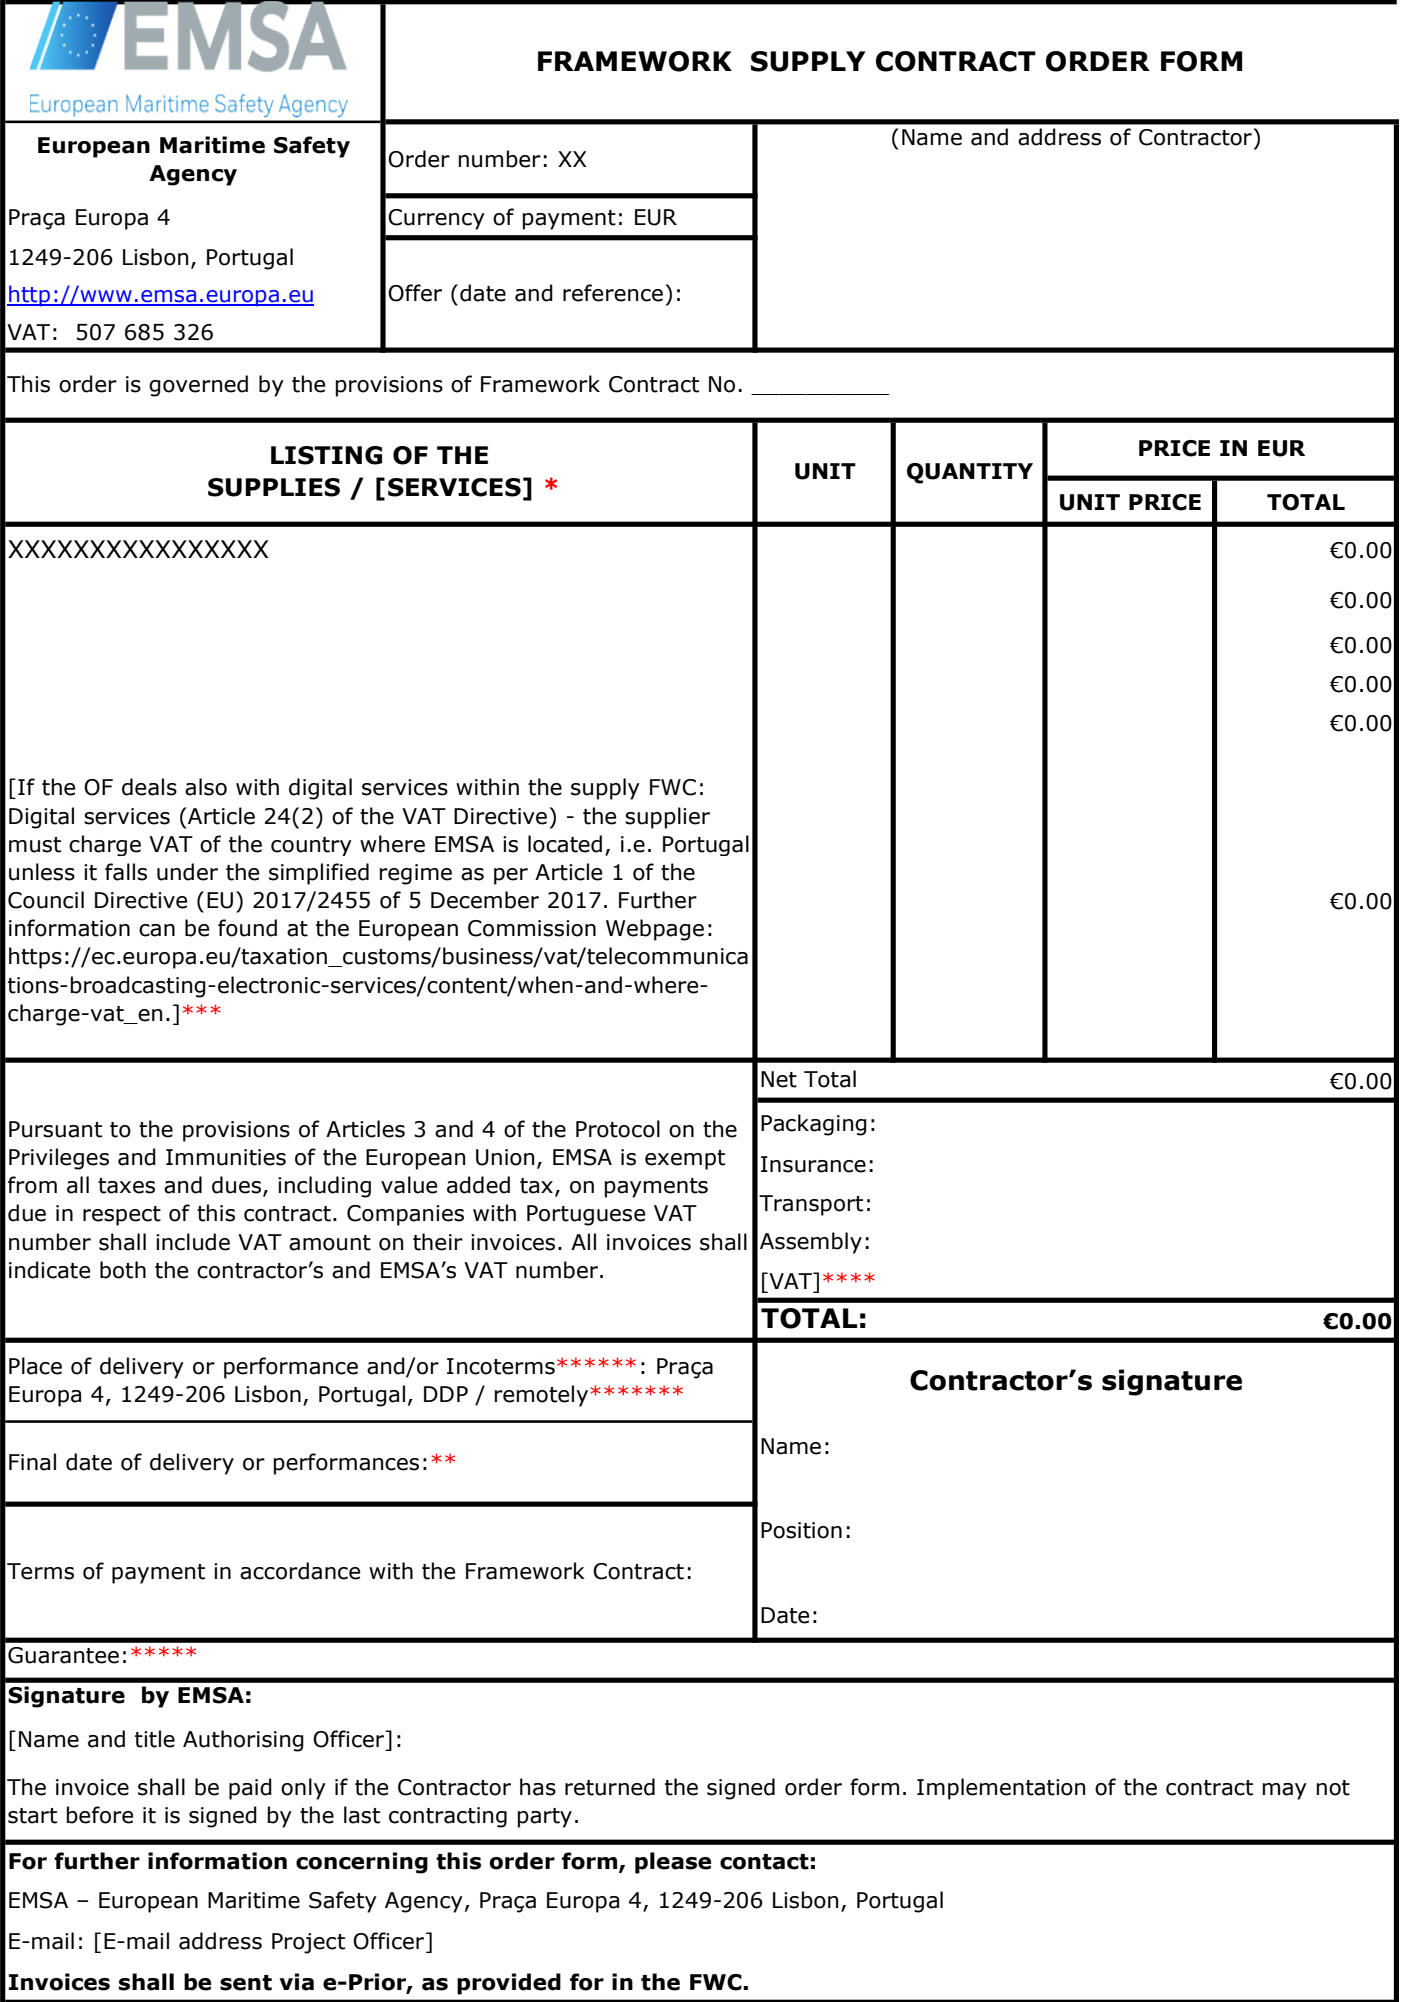 EMSA
European Maritime Safety Agency
FRAMEWORK  SUPPLY CONTRACT ORDER FORM
European Maritime Safety
Agency
Praça Europa 4
1249-206 Lisbon, Portugal
http://www.emsa.europa.eu
VAT:  507 685 326
Order number: XX
Currency of payment: EUR
Offer (date and reference):
(Name and address of Contractor)
This order is governed by the provisions of Framework Contract No. __________
LISTING OF THE
SUPPLIES / [SERVICES] *
UNIT
QUANTITY
PRICE IN EUR
UNIT PRICE
TOTAL
XXXXXXXXXXXXXXXX
€0.00
€0.00
€0.00
€0.00
€0.00
[If the OF deals also with digital services within the supply FWC:
Digital services (Article 24(2) of the VAT Directive) - the supplier
must charge VAT of the country where EMSA is located, i.e. Portugal
unless it falls under the simplified regime as per Article 1 of the
Council Directive (EU) 2017/2455 of 5 December 2017. Further
information can be found at the European Commission Webpage:
https://ec.europa.eu/taxation_customs/business/vat/telecommunica
tions-broadcasting-electronic-services/content/when-and-where-
charge-vat_en.]***
€0.00
Pursuant to the provisions of Articles 3 and 4 of the Protocol on the
Privileges and Immunities of the European Union, EMSA is exempt
from all taxes and dues, including value added tax, on payments
due in respect of this contract. Companies with Portuguese VAT
number shall include VAT amount on their invoices. All invoices shall
indicate both the contractor’s and EMSA’s VAT number.
Net Total €0.00
Packaging:
Insurance:
Transport:
Assembly:
[VAT]****
TOTAL: €0.00
Place of delivery or performance and/or Incoterms******: Praça
Europa 4, 1249-206 Lisbon, Portugal, DDP / remotely*******
Final date of delivery or performances:**
Terms of payment in accordance with the Framework Contract:
Contractor’s signature
Name:
Position:
Date:
Guarantee:*****
Signature  by EMSA:
[Name and title Authorising Officer]:
The invoice shall be paid only if the Contractor has returned the signed order form. Implementation of the contract may not
start before it is signed by the last contracting party.
For further information concerning this order form, please contact:
EMSA – European Maritime Safety Agency, Praça Europa 4, 1249-206 Lisbon, Portugal
E-mail: [E-mail address Project Officer]
Invoices shall be sent via e-Prior, as provided for in the FWC.